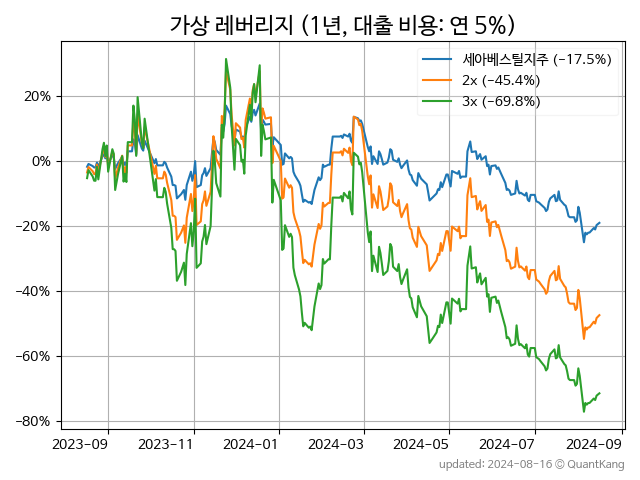 가상 레버리지 (1년, 대출 비용: 연 5%)
세아베스틸지주 (−17.5%)
2x (−45.4%)
3x (−69.8%)
20%
0%
−20%
−40%
−60%
−80%
2023-09 2023-11 2024-01 2024-03 2024-05 2024-07 2024-09
updated: 2024-08-16 © QuantKang